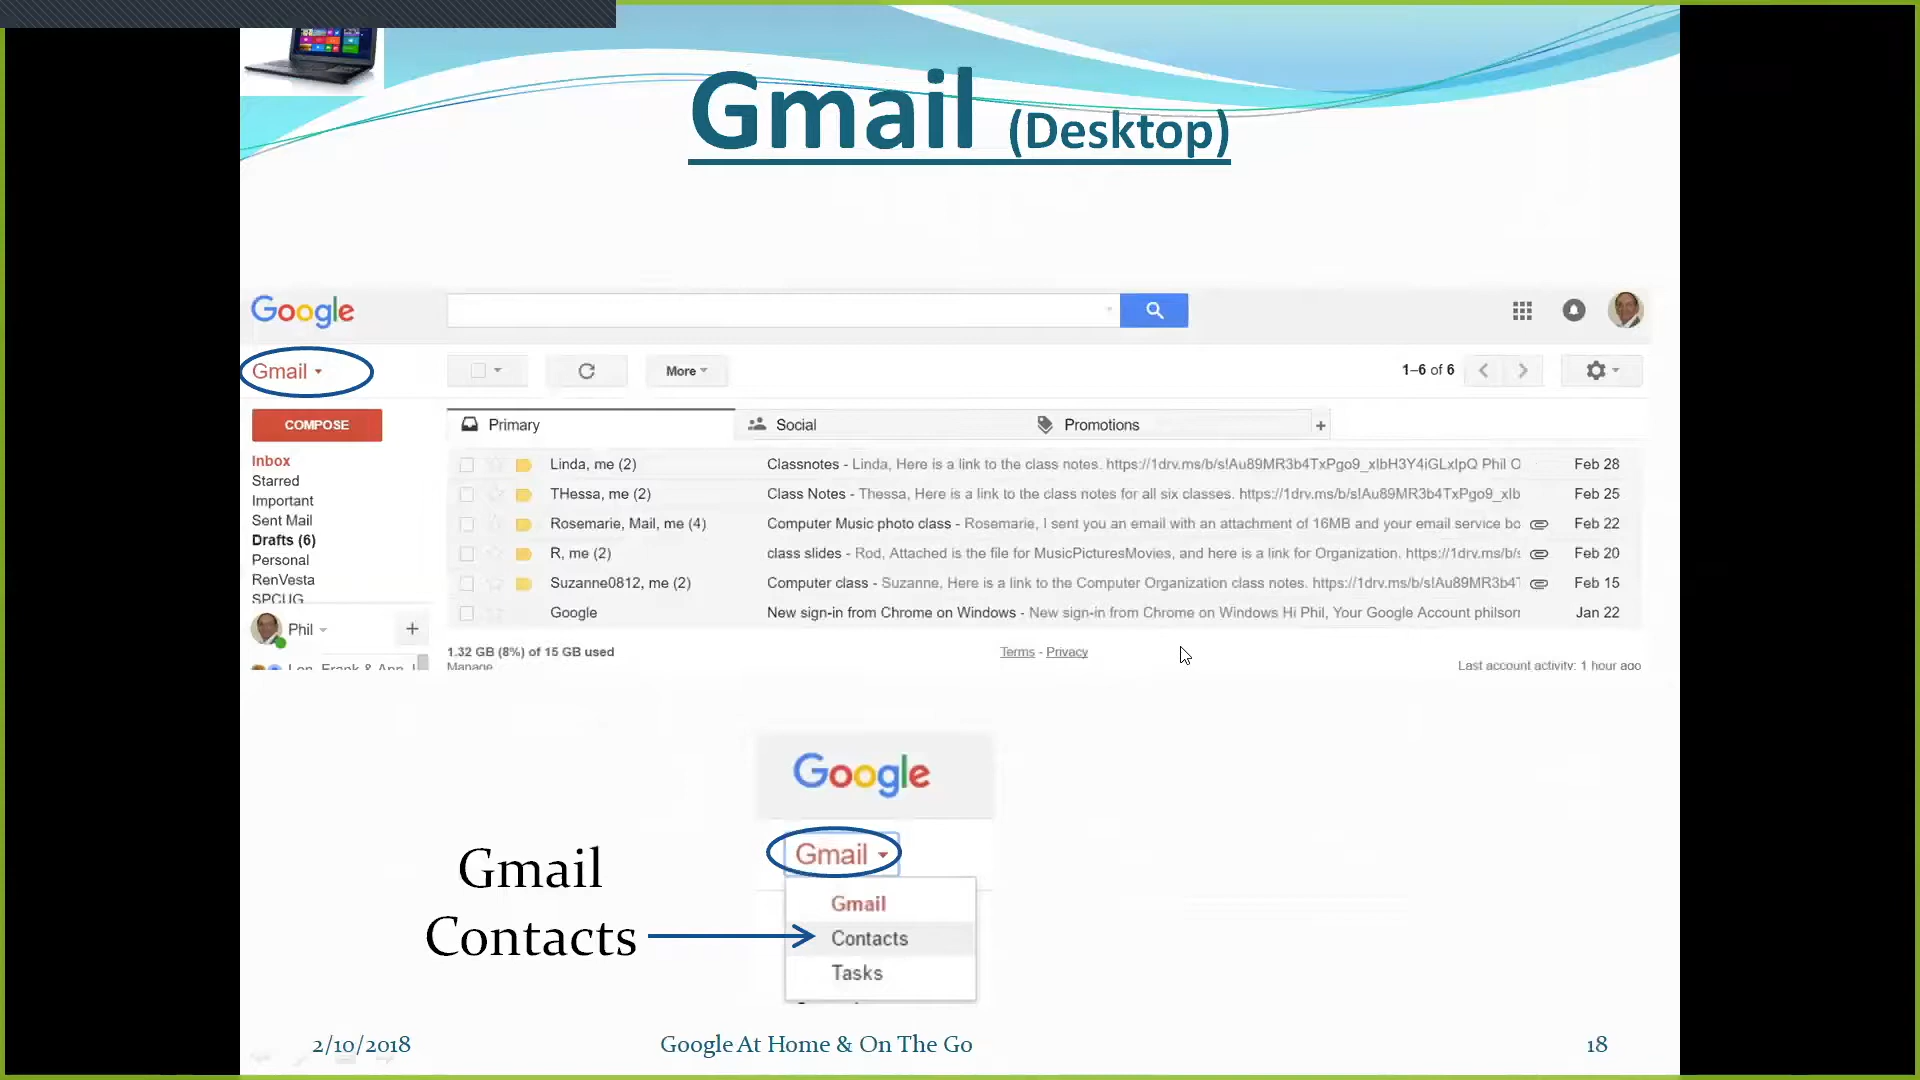 Gmail (Desktop)
Google
Gmail
More
1–6 of 6
COMPOSE
Primary
Social
Promotions
+
Inbox
Starred
Important
Sent Mail
Drafts (6)
Personal
RenVesta
SPCUG
Linda, me (2) Classnotes - Linda, Here is a link to the class notes. https://1drv.ms/b/s!Au89MR3b4TxPgo9_xIbH3Y4iGLxIpQ Phil Feb 28
THessa, me (2) Class Notes - Thessa, Here is a link to the class notes for all six classes. https://1drv.ms/b/s!Au89MR3b4TxPgo9_xIb Feb 25
Rosemarie, Mail, me (4) Computer Music photo class - Rosemarie, I sent you an email with an attachment of 16MB and your email service bo Feb 22
R, me (2) class slides - Rod, Attached is the file for MusicPicturesMovies, and here is a link for Organization. https://1drv.ms/b/s Feb 20
Suzanne0812, me (2) Computer class - Suzanne, Here is a link to the Computer Organization class notes. https://1drv.ms/b/s!Au89MR3b4 Feb 15
Google New sign-in from Chrome on Windows - New sign-in from Chrome on Windows Hi Phil, Your Google Account philsor Jan 22
Phil
+
Lon, Frank & Ann
1.32 GB (8%) of 15 GB used
Manage
Terms - Privacy
Last account activity: 1 hour ago
Google
Gmail
Gmail
Contacts
Tasks
Gmail
Contacts
2/10/2018
Google At Home & On The Go
18